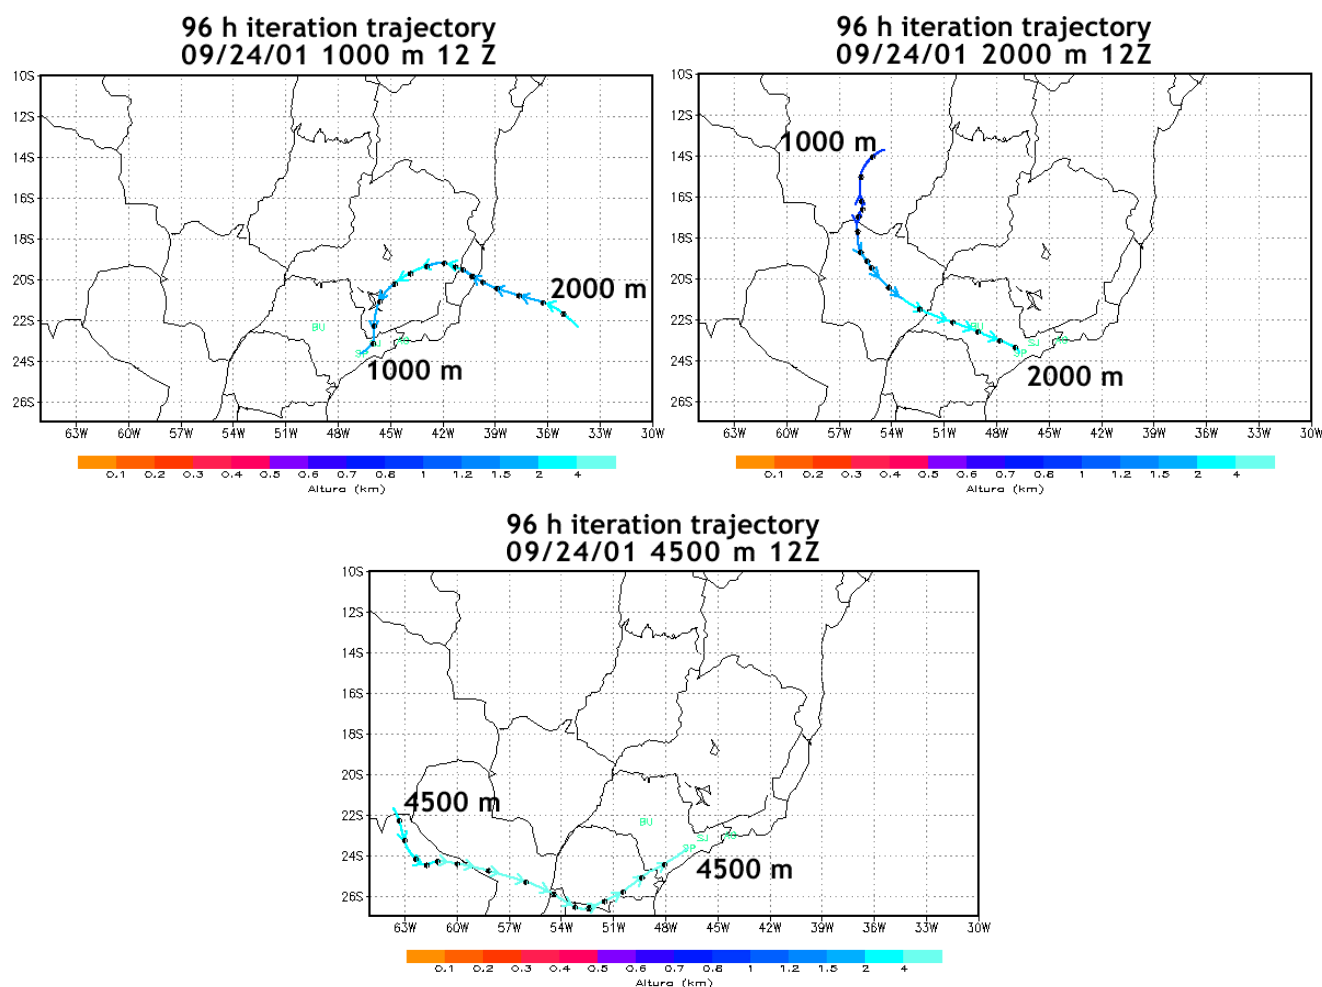 96 h iteration trajectory
09/24/01 1000 m 12 Z
10S
12S
14S
16S
18S
20S
22S
24S
26S
2000 m
BU
SJ
SP
1000 m
63W 60W 57W 54W 51W 48W 45W 42W 39W 36W 33W 30W
0.1 0.2 0.3 0.4 0.5 0.6 0.7 0.8 1 1.2 1.5 2 4
Altura (km)
96 h iteration trajectory
09/24/01 2000 m 12Z
10S
12S
14S
16S
18S
20S
22S
24S
26S
1000 m
BU
SJ
SP
2000 m
63W 60W 57W 54W 51W 48W 45W 42W 39W 36W 33W 30W
0.1 0.2 0.3 0.4 0.5 0.6 0.7 0.8 1 1.2 1.5 2 4
Altura (km)
96 h iteration trajectory
09/24/01 4500 m 12Z
10S
12S
14S
16S
18S
20S
22S
24S
26S
4500 m
BU
SJ
SP
4500 m
63W 60W 57W 54W 51W 48W 45W 42W 39W 36W 33W 30W
0.1 0.2 0.3 0.4 0.5 0.6 0.7 0.8 1 1.2 1.5 2 4
Altura (km)